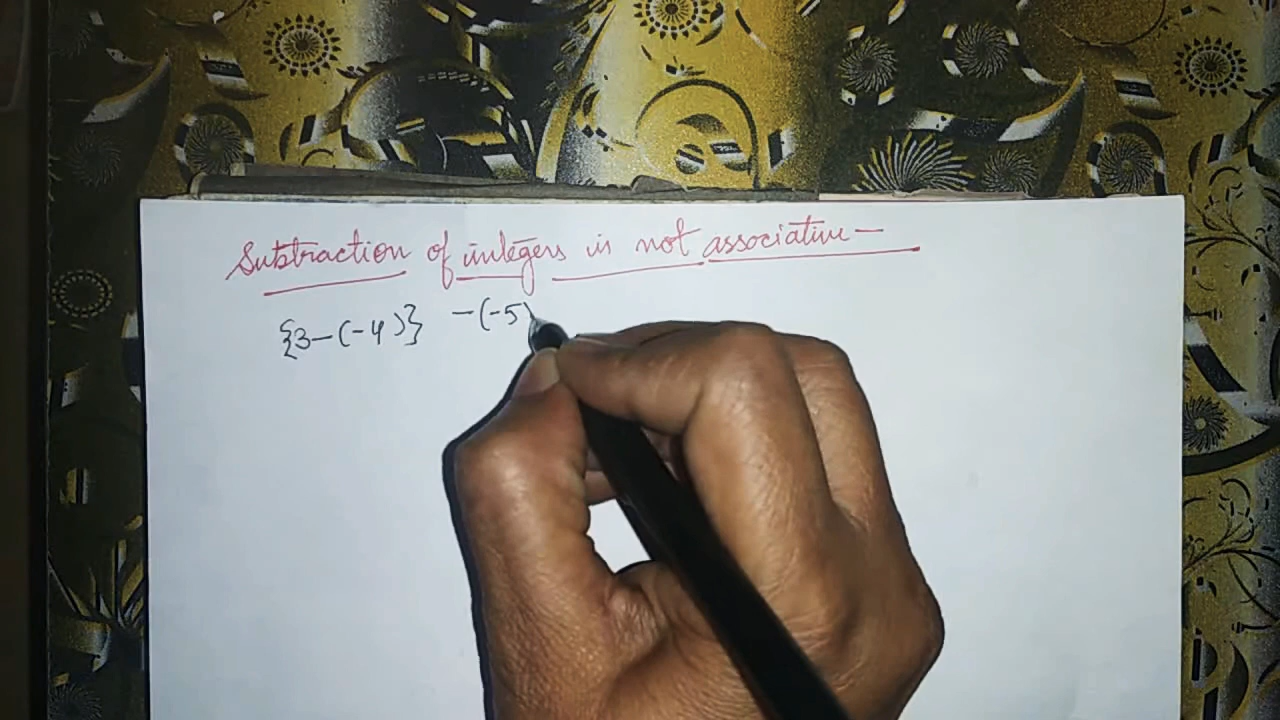 Subtraction of integers is not associative—
{3-(-4)} -(-5)